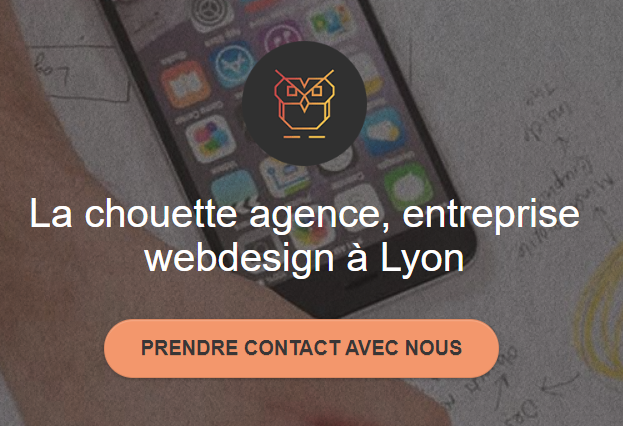 La chouette agence, entreprise
webdesign à Lyon
PRENDRE CONTACT AVEC NOUS